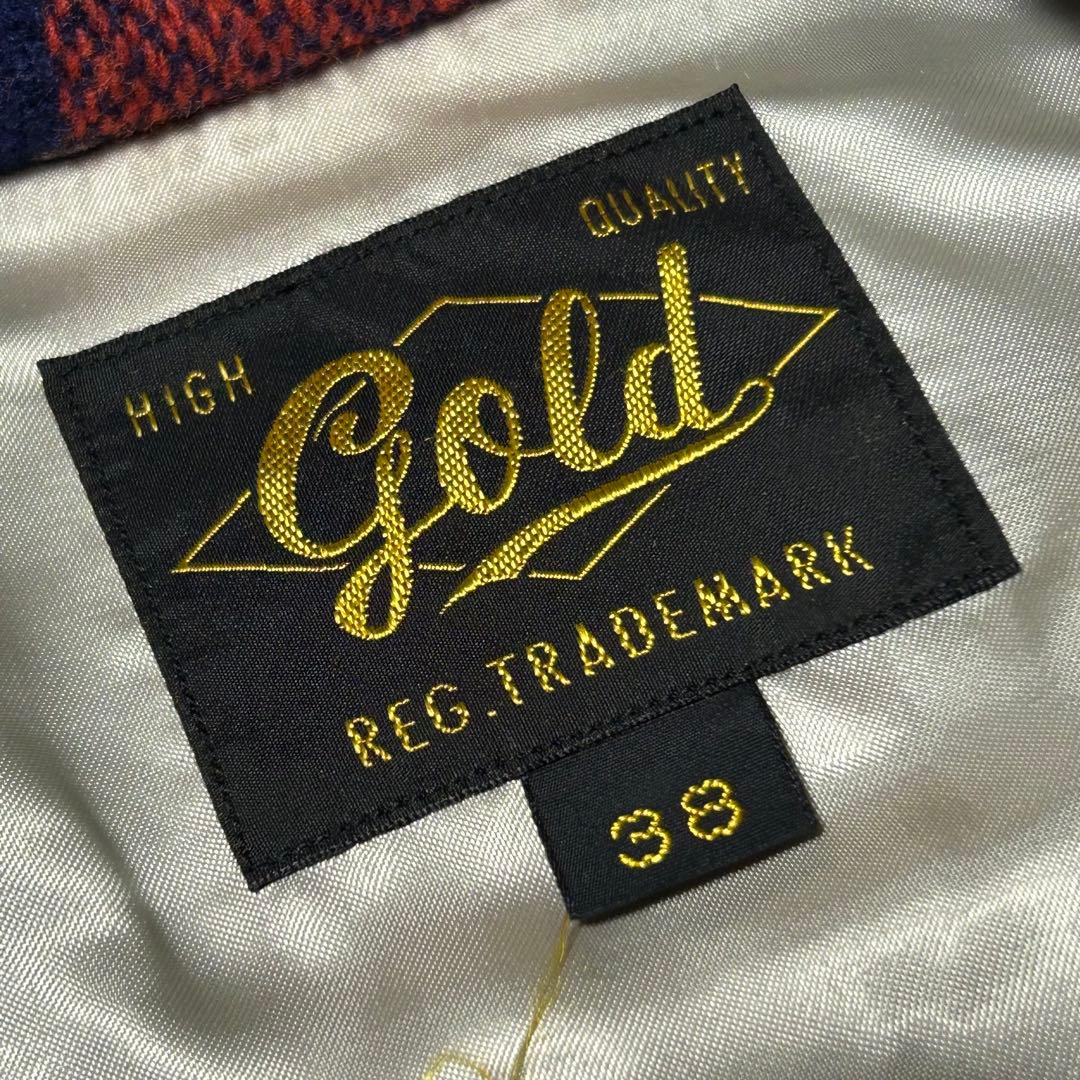 HIGH QUALITY
Gold
REG.TRADEMARK
38